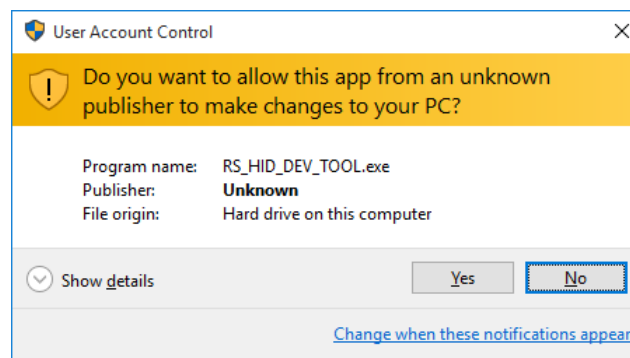 User Account Control
Do you want to allow this app from an unknown
publisher to make changes to your PC?
Program name: RS_HID_DEV_TOOL.exe
Publisher: Unknown
File origin: Hard drive on this computer
Show details
Yes
No
Change when these notifications appear